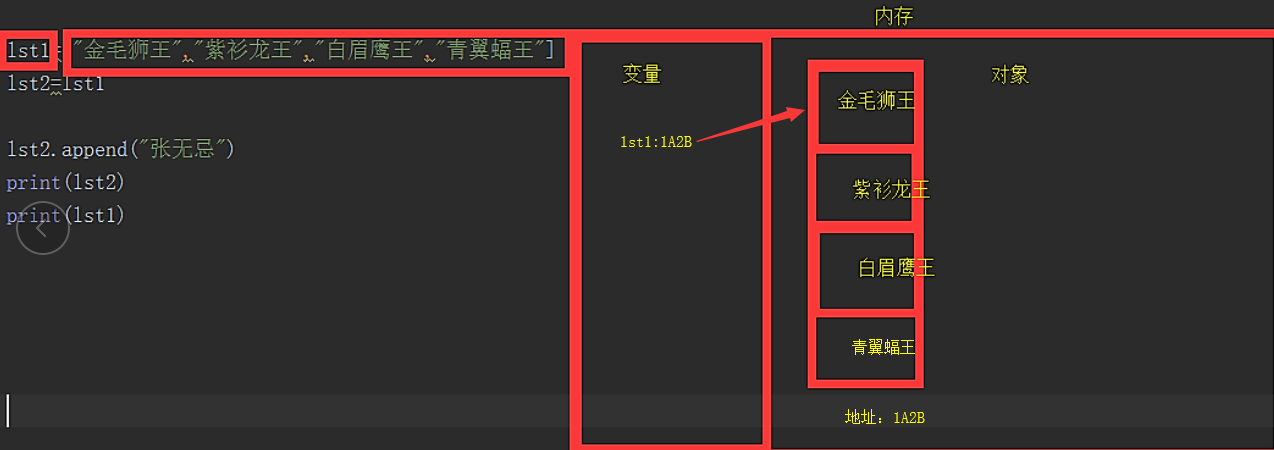 内存
lst1= "金毛狮王","紫衫龙王","白眉鹰王","青翼蝠王"]
lst2=lst1
lst2.append("张无忌")
print(lst2)
print(lst1)
变量
lst1:1A2B
对象
金毛狮王
紫衫龙王
白眉鹰王
青翼蝠王
地址：1A2B